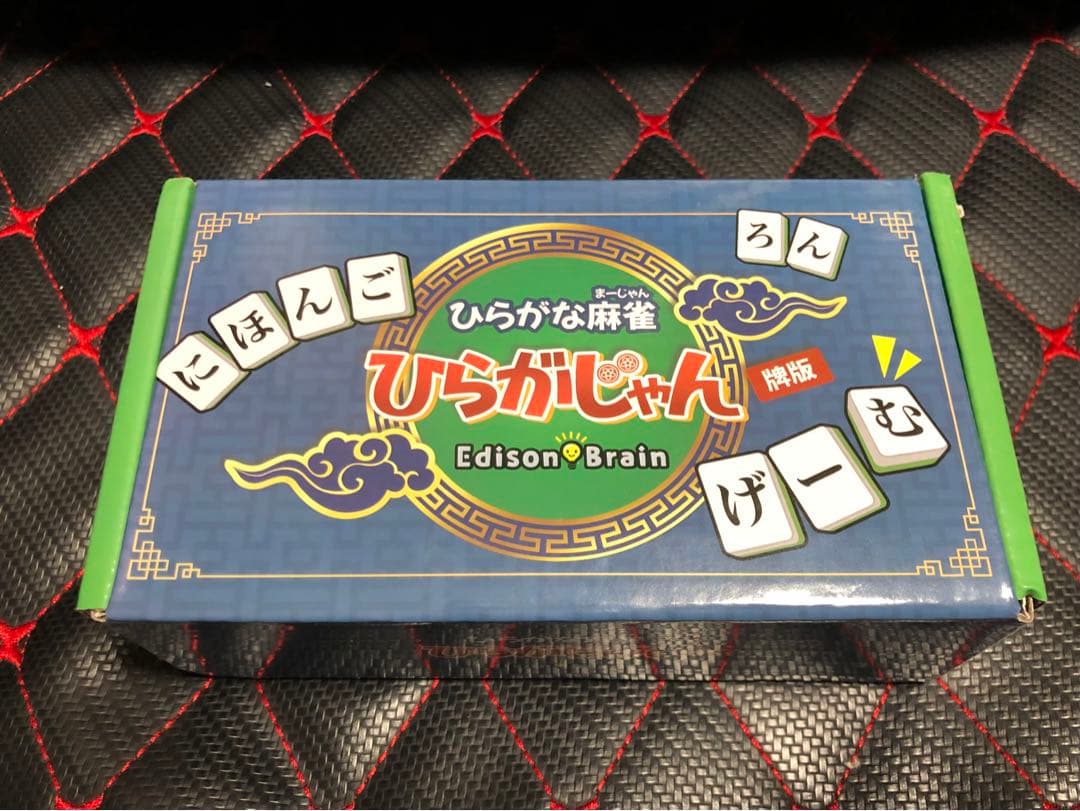 にほんご
ろん
まーじゃん
ひらがな麻雀
ひらがじゃん
牌版
Edison Brain
げーむ